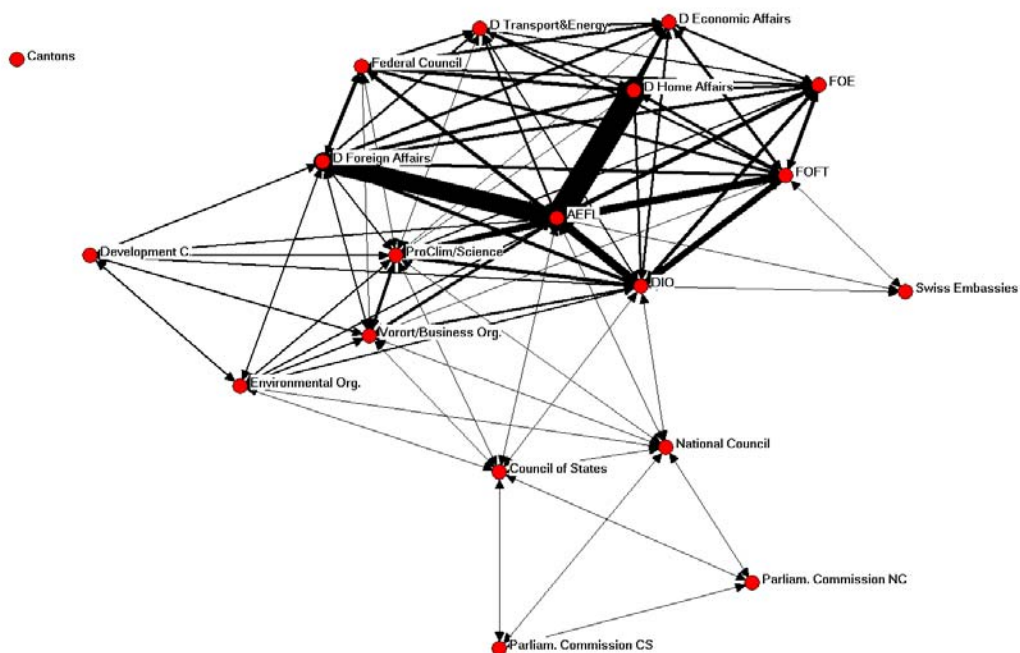 D Economic Affairs
D Transport&Energy
Cantons
Federal Council
FOE
D Home Affairs
D Foreign Affairs
FOFT
AEFL
Development C.
ProClim/Science
DIO
Swiss Embassies
Vorort/Business Org.
Environmental Org.
National Council
Council of States
Parliam. Commission NC
Parliam. Commission CS